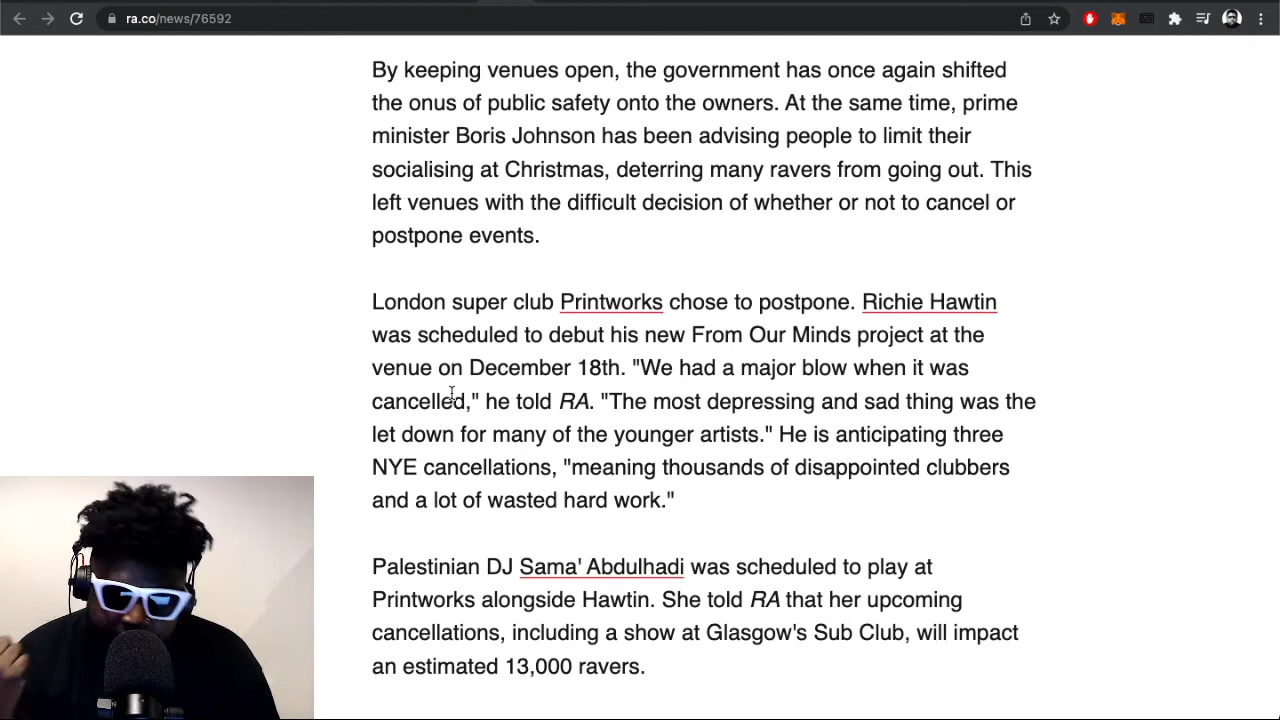 ra.co/news/76592
By keeping venues open, the government has once again shifted
the onus of public safety onto the owners. At the same time, prime
minister Boris Johnson has been advising people to limit their
socialising at Christmas, deterring many ravers from going out. This
left venues with the difficult decision of whether or not to cancel or
postpone events.
London super club Printworks chose to postpone. Richie Hawtin
was scheduled to debut his new From Our Minds project at the
venue on December 18th. "We had a major blow when it was
cancelled," he told RA. "The most depressing and sad thing was the
let down for many of the younger artists." He is anticipating three
NYE cancellations, "meaning thousands of disappointed clubbers
and a lot of wasted hard work."
Palestinian DJ Sama' Abdulhadi was scheduled to play at
Printworks alongside Hawtin. She told RA that her upcoming
cancellations, including a show at Glasgow's Sub Club, will impact
an estimated 13,000 ravers.